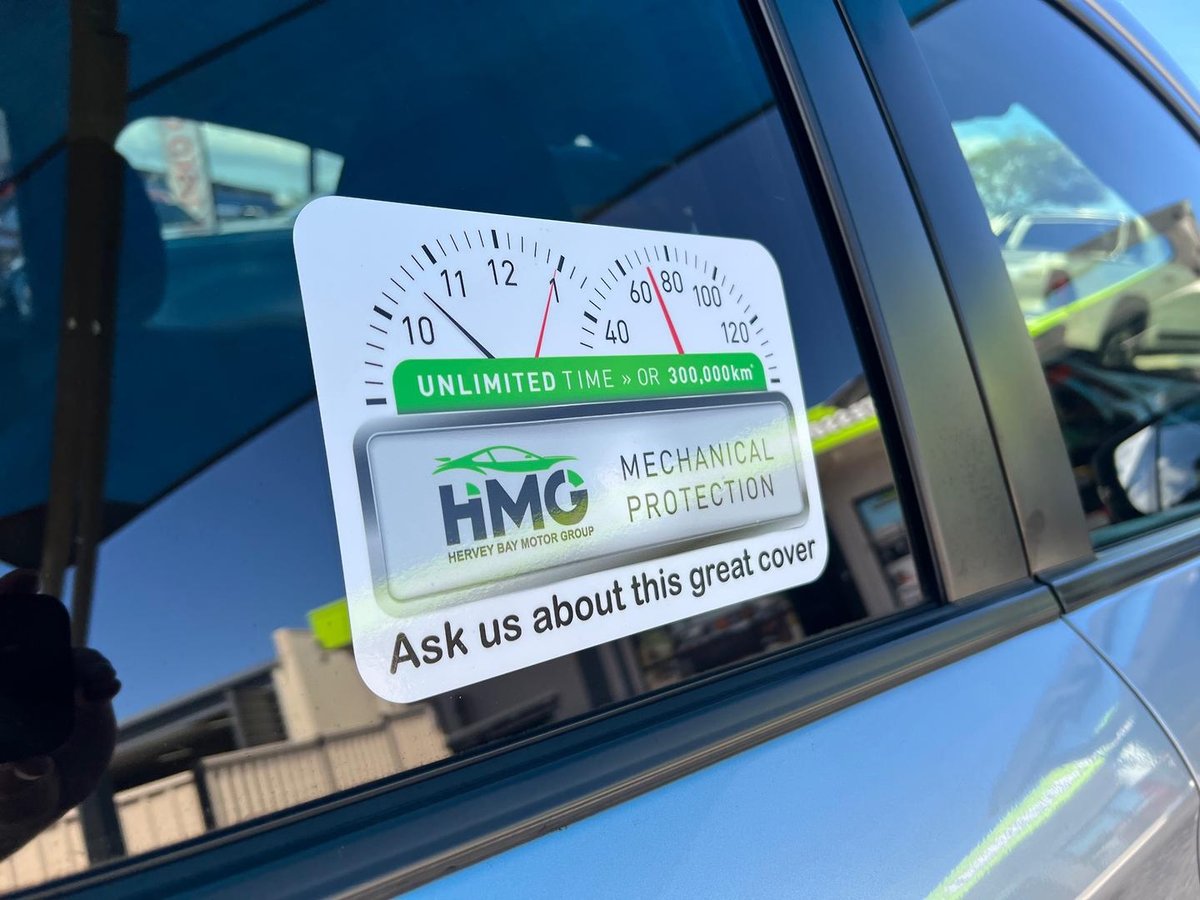 10 11 12 1
40 60 80 100 120
UNLIMITED TIME » OR 300,000km*
HMG
HERVEY BAY MOTOR GROUP
MECHANICAL
PROTECTION
Ask us about this great cover